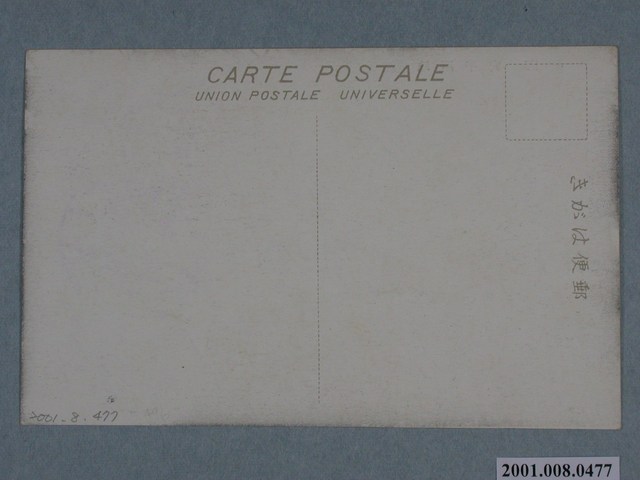 CARTE POSTALE
UNION POSTALE UNIVERSELLE
きがは便郵
2001.8.477
2001.008.0477